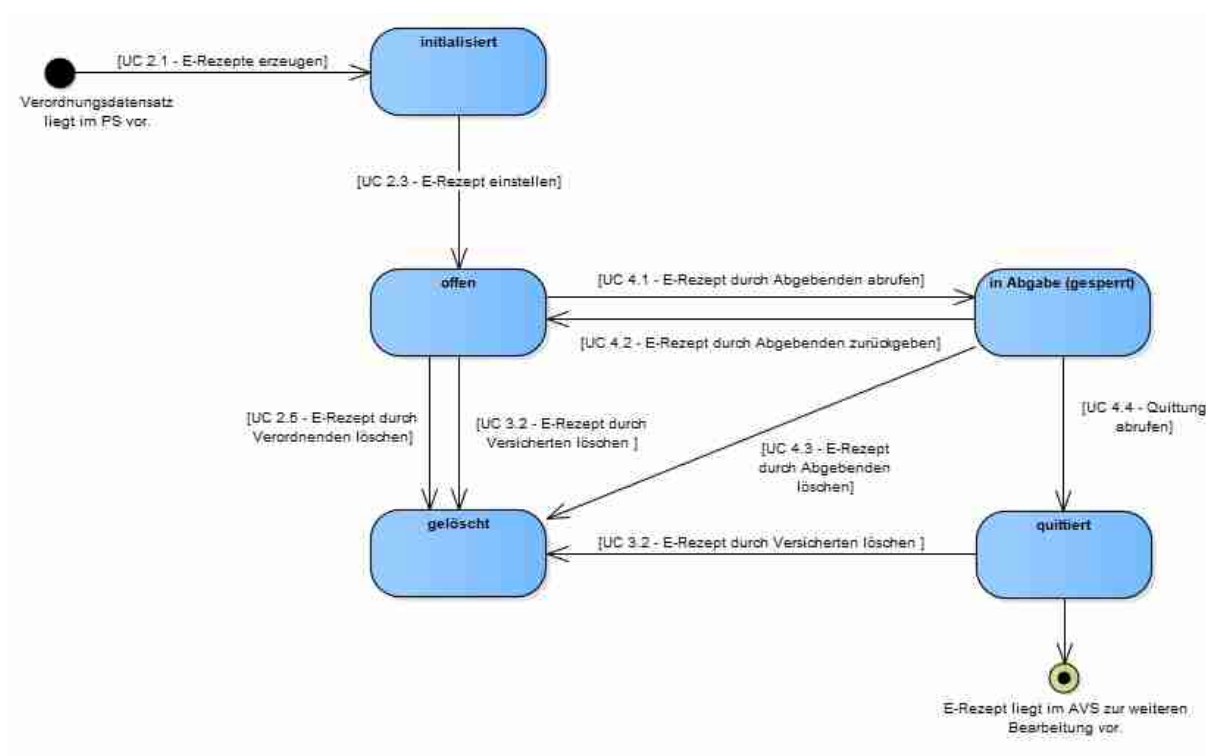 initialisiert
[UC 2.1 - E-Rezepte erzeugen]
Verordnungsdatensatz
liegt im PS vor.
[UC 2.3 - E-Rezept einstellen]
offen
[UC 4.1 - E-Rezept durch Abgebenden abrufen]
in Abgabe (gesperrt)
[UC 4.2 - E-Rezept durch Abgebenden zurückgeben]
[UC 2.5 - E-Rezept durch
Verordnenden löschen]
[UC 3.2 - E-Rezept durch
Versicherten löschen ]
[UC 4.3 - E-Rezept
durch Abgebenden
löschen]
[UC 4.4 - Quittung
abrufen]
gelöscht
[UC 3.2 - E-Rezept durch Versicherten löschen ]
quittiert
E-Rezept liegt im AVS zur weiteren
Bearbeitung vor.